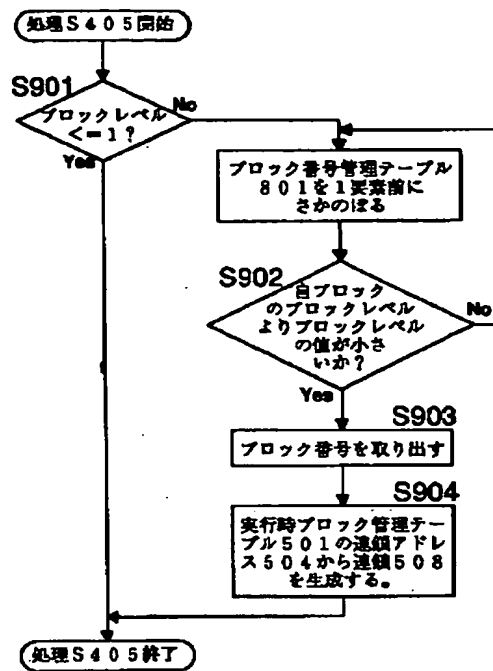 処理S405開始
S901
ブロックレベル
<=1?
No
Yes
ブロック番号管理テーブル
801を1要素前に
さかのぼる
S902
自ブロック
のブロックレベル
よりブロックレベル
の値が小さ
いか?
No
Yes
S903
ブロック番号を取り出す
S904
実行時ブロック管理テー
ブル501の連鎖アドレ
ス504から連鎖508
を生成する。
処理S405終了